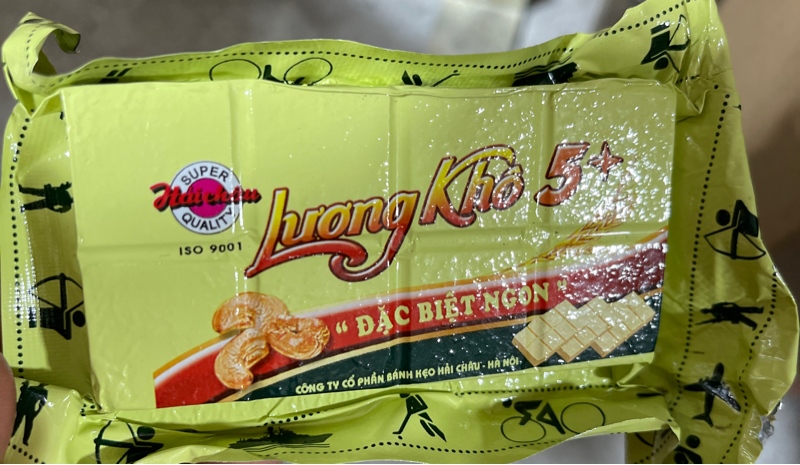 SUPER
Hải châu
QUALITY
ISO 9001
Lương Khô 5+
" ĐẶC BIỆT NGON "
CÔNG TY CỔ PHẦN BÁNH KẸO HẢI CHÂU - HÀ NỘI